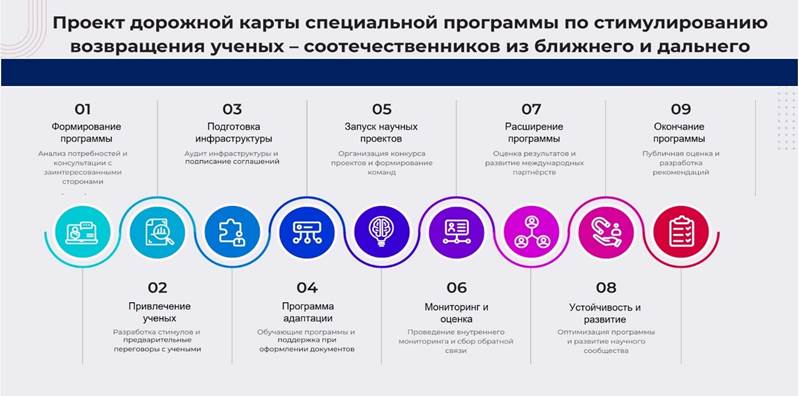 Проект дорожной карты специальной программы по стимулированию
возвращения ученых – соотечественников из ближнего и дальнего
01
Формирование
программы
Анализ потребностей и
консультации с
заинтересованными
сторонами
03
Подготовка
инфраструктуры
Аудит инфраструктуры и
подписание соглашений
05
Запуск научных
проектов
Организация конкурса
проектов и формирование
команд
07
Расширение
программы
Оценка результатов и
развитие международных
партнёрств
09
Окончание
программы
Публичная оценка и
разработка
рекомендаций
02
Привлечение
ученых
Разработка стимулов и
предварительные
переговоры с учеными
04
Программа
адаптации
Обучающие программы и
поддержка при
оформлении документов
06
Мониторинг и
оценка
Проведение внутреннего
мониторинга и сбор обратной
связи
08
Устойчивость и
развитие
Оптимизация программы
и развитие научного
сообщества